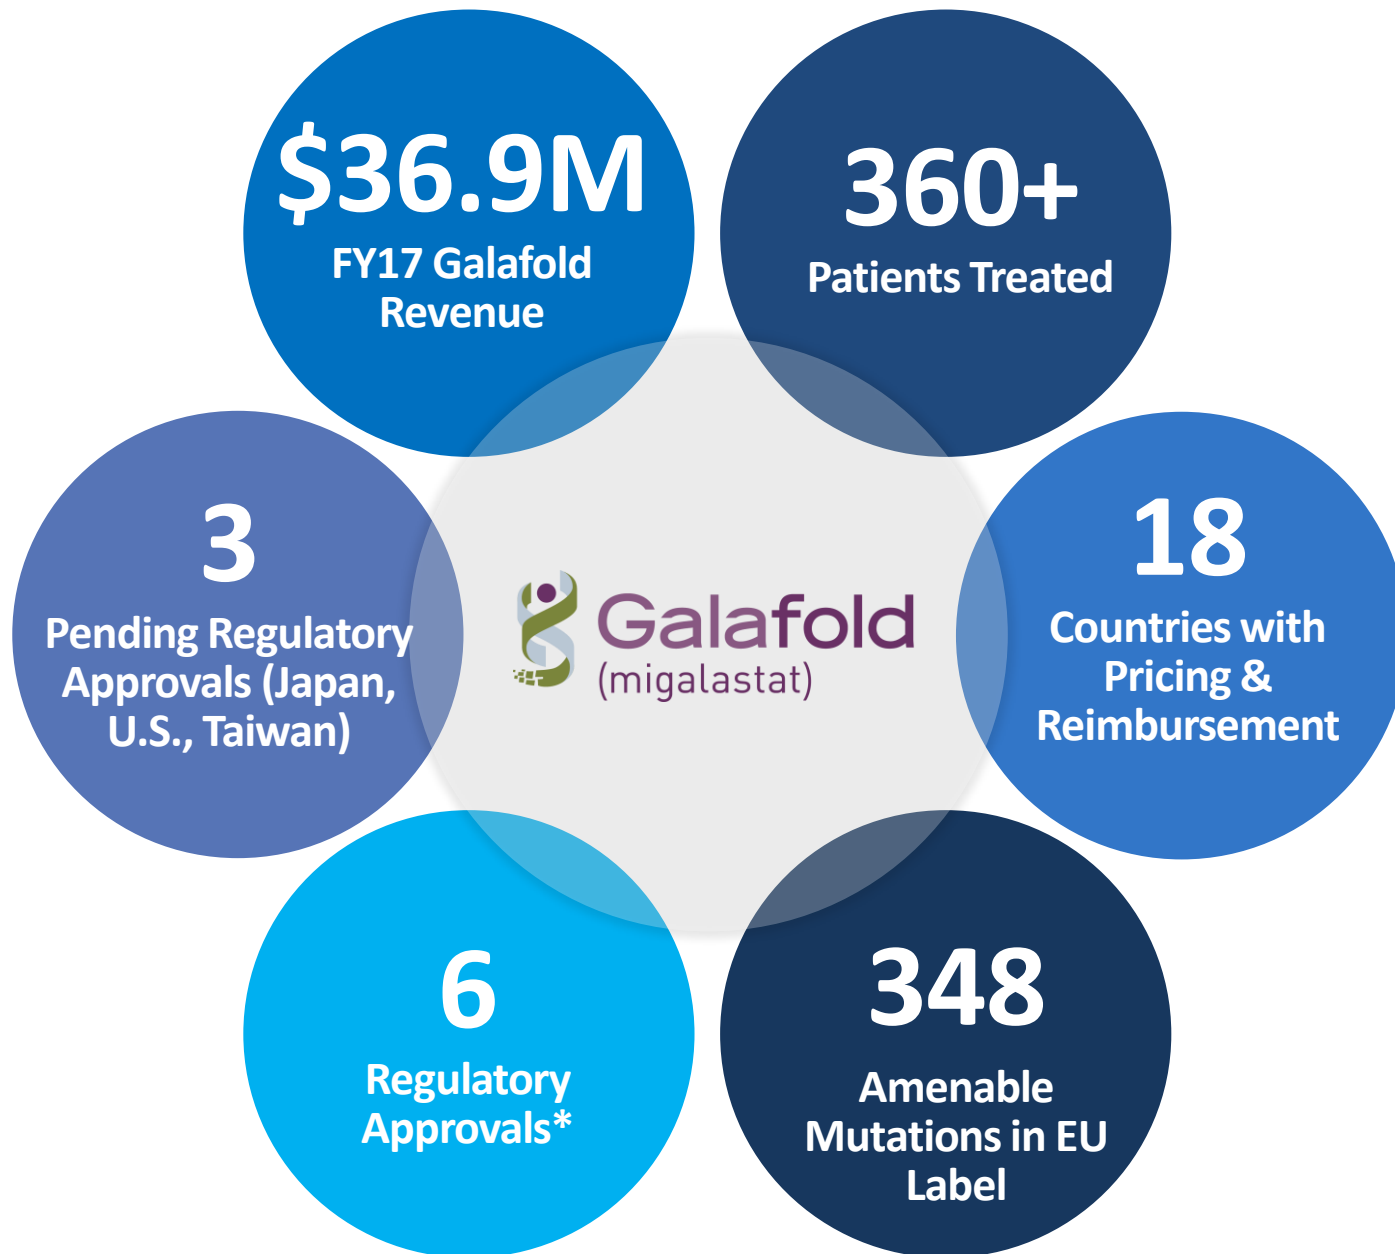 $36.9M
FY17 Galafold
Revenue
360+
Patients Treated
3
Pending Regulatory
Approvals (Japan,
U.S., Taiwan)
Galafold
(migalastat)
18
Countries with
Pricing &
Reimbursement
6
Regulatory
Approvals*
348
Amenable
Mutations in EU
Label